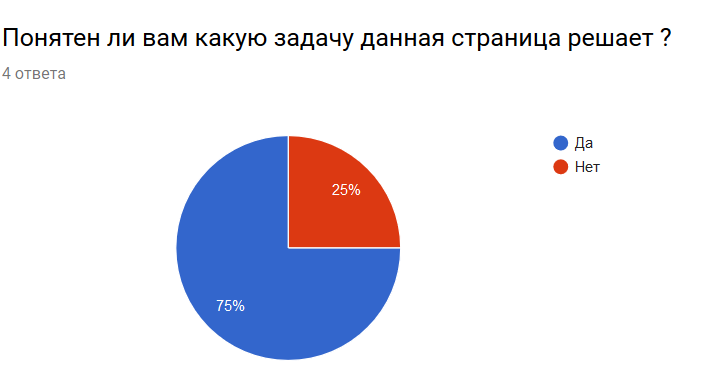 Понятен ли вам какую задачу данная страница решает ?
4 ответа
Да
Нет
25%
75%